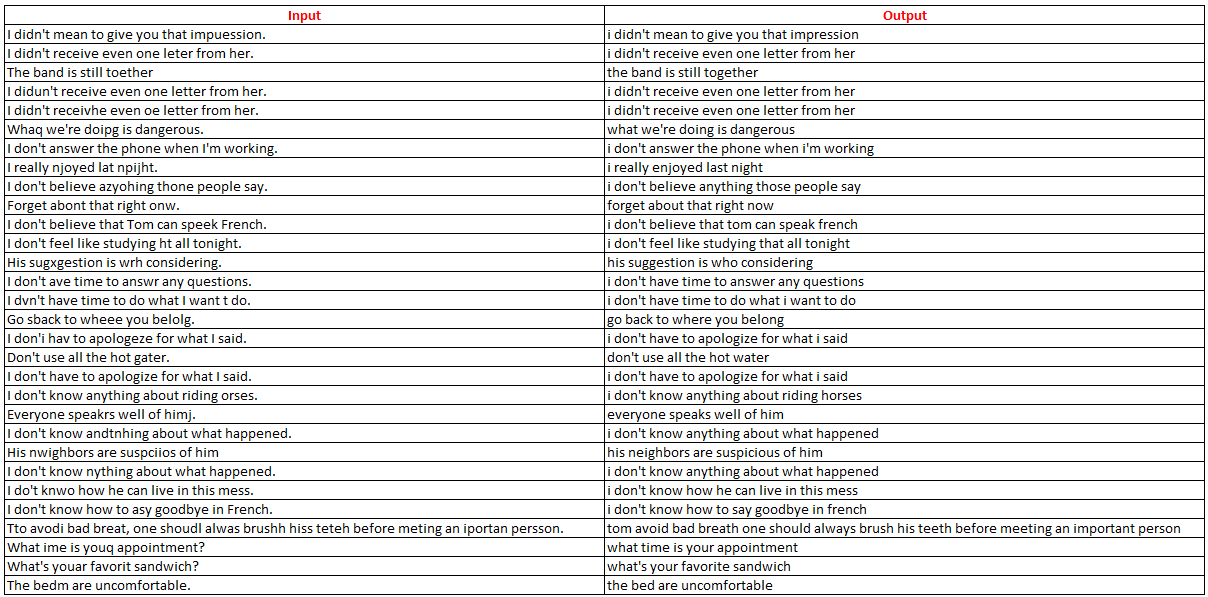 Input Output
I didn't mean to give you that impuession. i didn't mean to give you that impression
I didn't receive even one leter from her. i didn't receive even one letter from her
The band is still toether the band is still together
I didun't receive even one letter from her. i didn't receive even one letter from her
I didn't receivhe even oe letter from her. i didn't receive even one letter from her
Whaq we're doipg is dangerous. what we're doing is dangerous
I don't answer the phone when I'm working. i don't answer the phone when i'm working
I really njoyed lat npijht. i really enjoyed last night
I don't believe azyohing thone people say. i don't believe anything those people say
Forget abont that right onw. forget about that right now
I don't believe that Tom can speek French. i don't believe that tom can speak french
I don't feel like studying ht all tonight. i don't feel like studying that all tonight
His sugxgestion is wrh considering. his suggestion is who considering
I don't ave time to answr any questions. i don't have time to answer any questions
I dvn't have time to do what I want t do. i don't have time to do what i want to do
Go sback to wheee you belolg. go back to where you belong
I don'i hav to apologeze for what I said. i don't have to apologize for what i said
Don't use all the hot gater. don't use all the hot water
I don't have to apologize for what I said. i don't have to apologize for what i said
I don't know anything about riding orses. i don't know anything about riding horses
Everyone speakrs well of himj. everyone speaks well of him
I don't know andtnhing about what happened. i don't know anything about what happened
His nwighbors are suspciios of him his neighbors are suspicious of him
I don't know nything about what happened. i don't know anything about what happened
I do't knwo how he can live in this mess. i don't know how he can live in this mess
I don't know how to asy goodbye in French. i don't know how to say goodbye in french
Tto avodi bad breat, one shoudl alwas brushh hiss teteh before meting an iportan persson. tom avoid bad breath one should always brush his teeth before meeting an important person
What ime is youq appointment? what time is your appointment
What's youar favorit sandwich? what's your favorite sandwich
The bedm are uncomfortable. the bed are uncomfortable